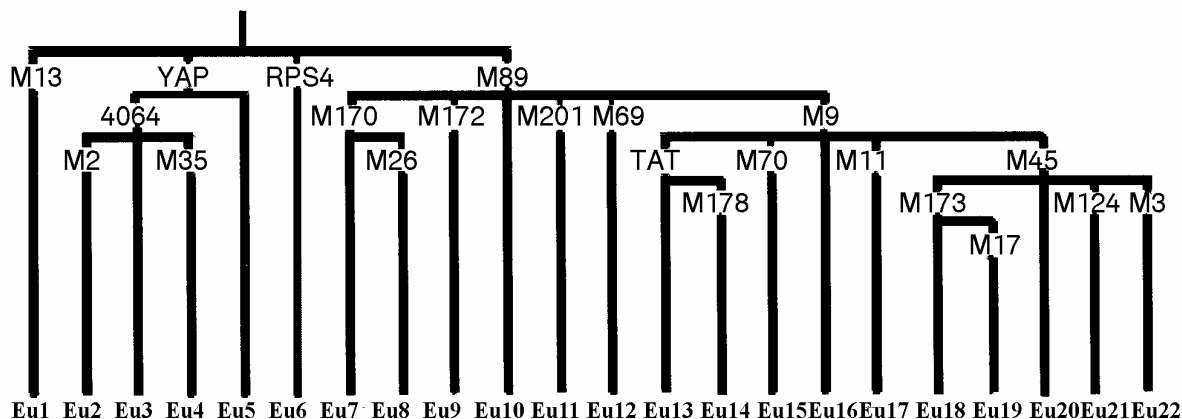 M13 YAP RPS4 M89
4064 M170 M172 M201 M69 M9
M2 M35 M26 TAT M70 M11 M45
M178 M173 M124 M3
M17
Eu1 Eu2 Eu3 Eu4 Eu5 Eu6 Eu7 Eu8 Eu9 Eu10 Eu11 Eu12 Eu13 Eu14 Eu15 Eu16 Eu17 Eu18 Eu19 Eu20 Eu21 Eu22